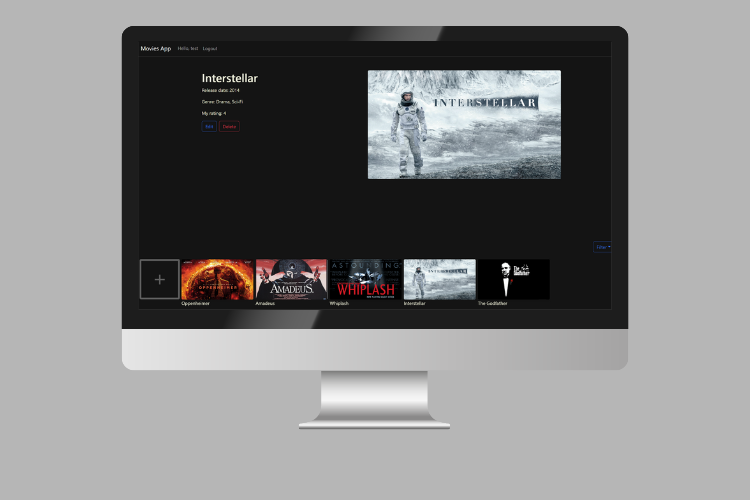 Movies App Hello, test Logout
Interstellar
Release date: 2014
Genre: Drama, Sci-Fi
My rating: 4
Edit Delete
INTERSTELLAR
Filter
+
OPPENHEIMER
AMADEUS
ASTOUNDING
WHIPLASH
INTERSTELLAR
The Godfather
Oppenheimer Amadeus Whiplash Interstellar The Godfather